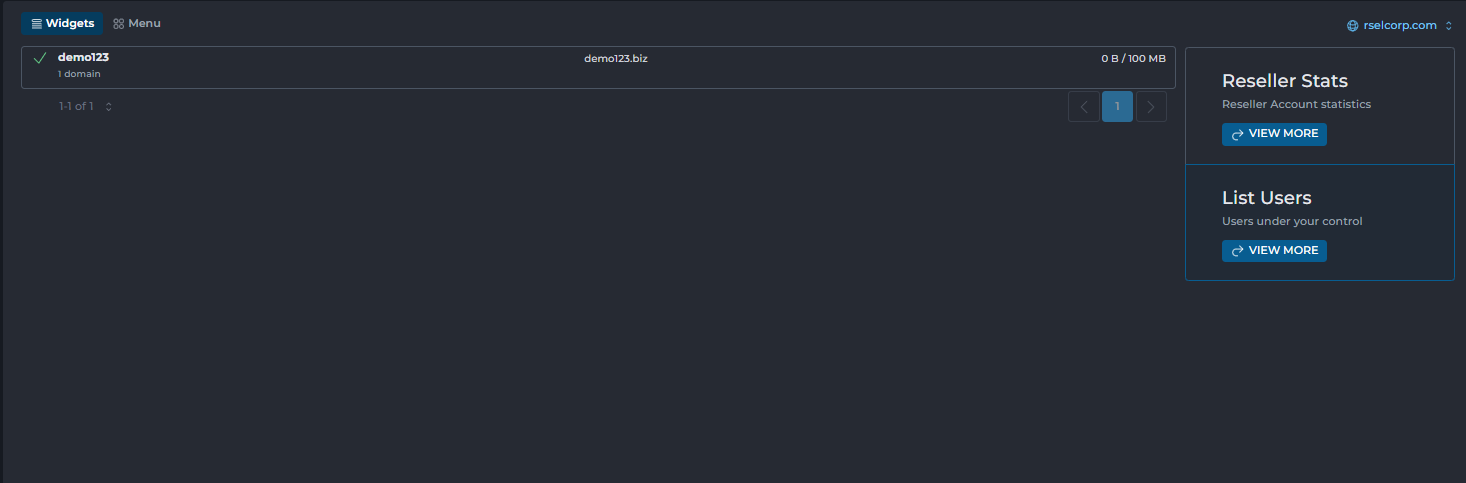 Widgets
Menu
rselcorp.com
demo123
demo123.biz
0 B / 100 MB
1 domain
1-1 of 1
1
Reseller Stats
Reseller Account statistics
VIEW MORE
List Users
Users under your control
VIEW MORE